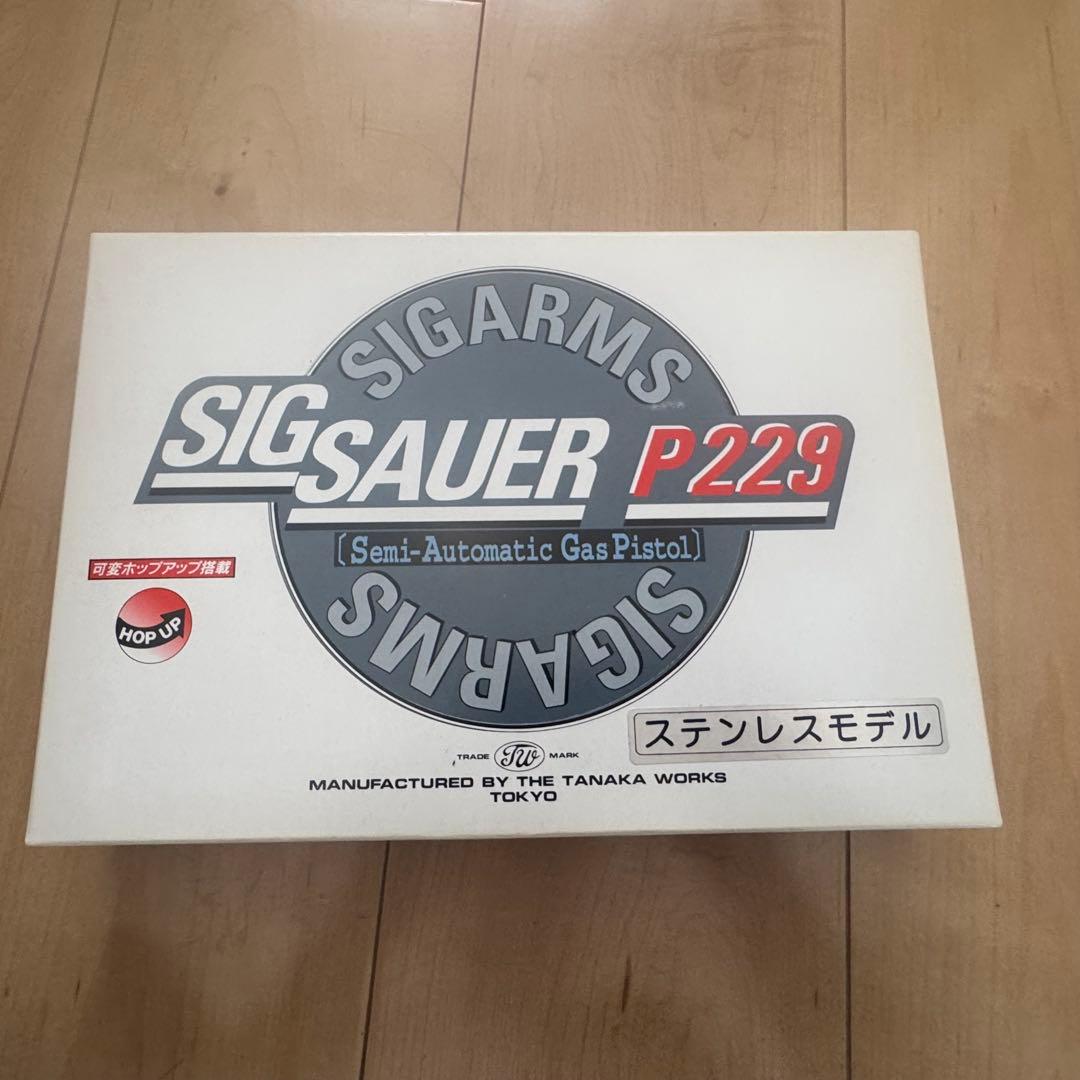 SIGARMS
SIG SAUER P229
[Semi-Automatic Gas Pistol]
可変ホップアップ搭載
HOP UP
SIGARMS
ステンレスモデル
TRADE TW MARK
MANUFACTURED BY THE TANAKA WORKS
TOKYO